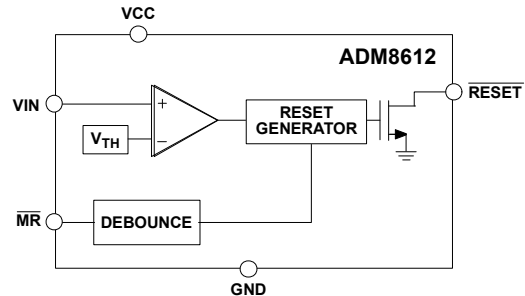 VCC
ADM8612
VIN
+
V_TH
−
RESET
GENERATOR
RESET
MR
DEBOUNCE
GND